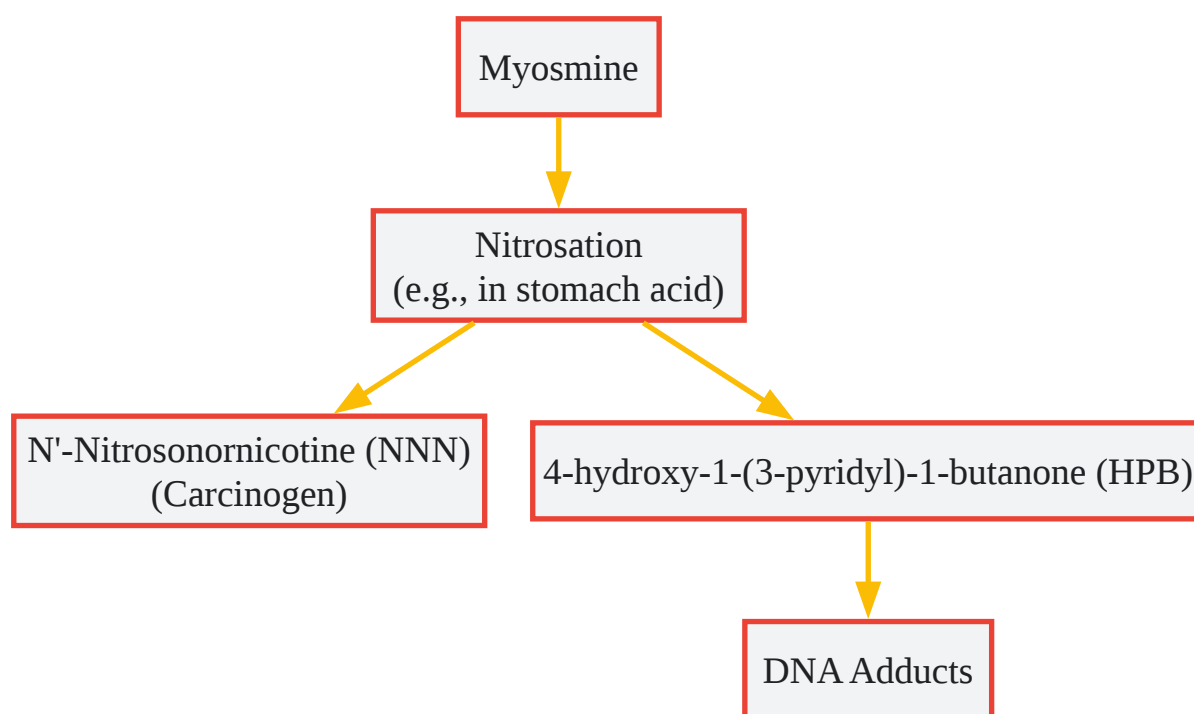 Myosmine
Nitrosation
(e.g., in stomach acid)
N'-Nitrosonornicotine (NNN)
(Carcinogen)
4-hydroxy-1-(3-pyridyl)-1-butanone (HPB)
DNA Adducts